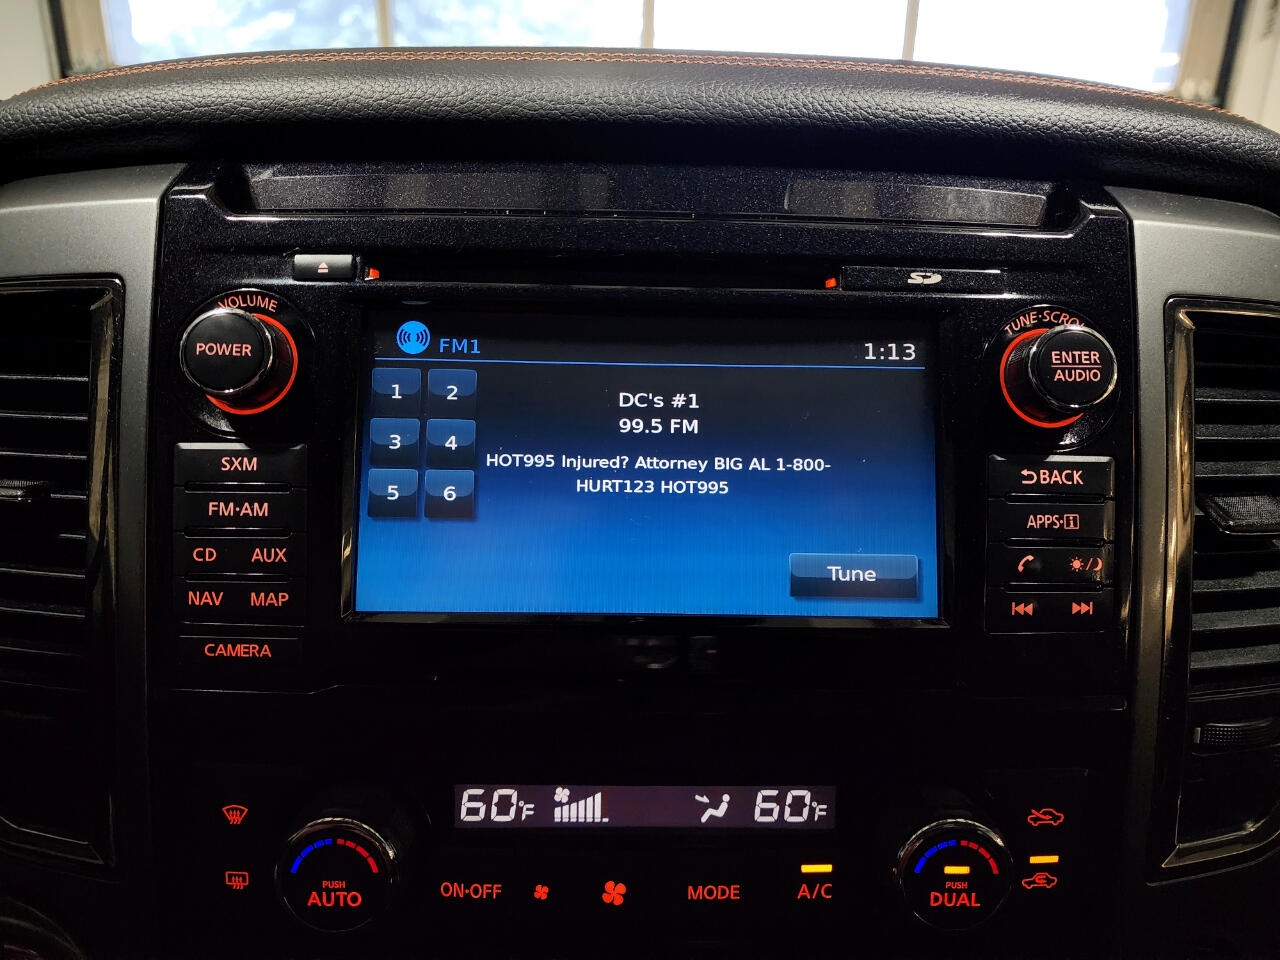 VOLUME
POWER
SXM
FM·AM
CD AUX
NAV MAP
CAMERA
SD
FM1
1:13
1 2
3 4
5 6
DC's #1
99.5 FM
HOT995 Injured? Attorney BIG AL 1-800-
HURT123 HOT995
Tune
TUNE·SCROLL
ENTER
AUDIO
BACK
APPS·i
60°F
60°F
PUSH
AUTO
ON·OFF
MODE
A/C
PUSH
DUAL